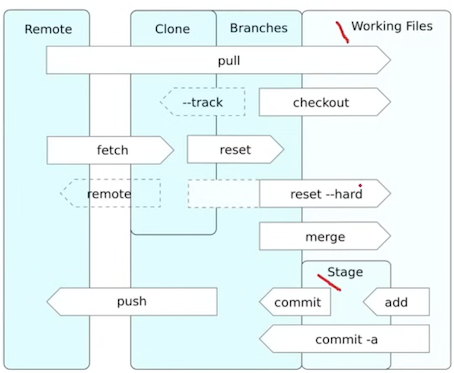 Remote
Clone
Branches
Working Files
pull
--track
checkout
fetch
reset
remote
reset --hard
merge
Stage
push
commit
add
commit -a